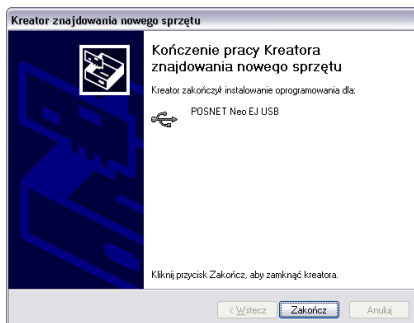 Kreator znajdowania nowego sprzętu
Kończenie pracy Kreatora
znajdowania nowego sprzętu
Kreator zakończył instalowanie oprogramowania dla:
POSNET Neo EJ USB
Kliknij przycisk Zakończ, aby zamknąć kreatora.
< Wstecz
Zakończ
Anuluj